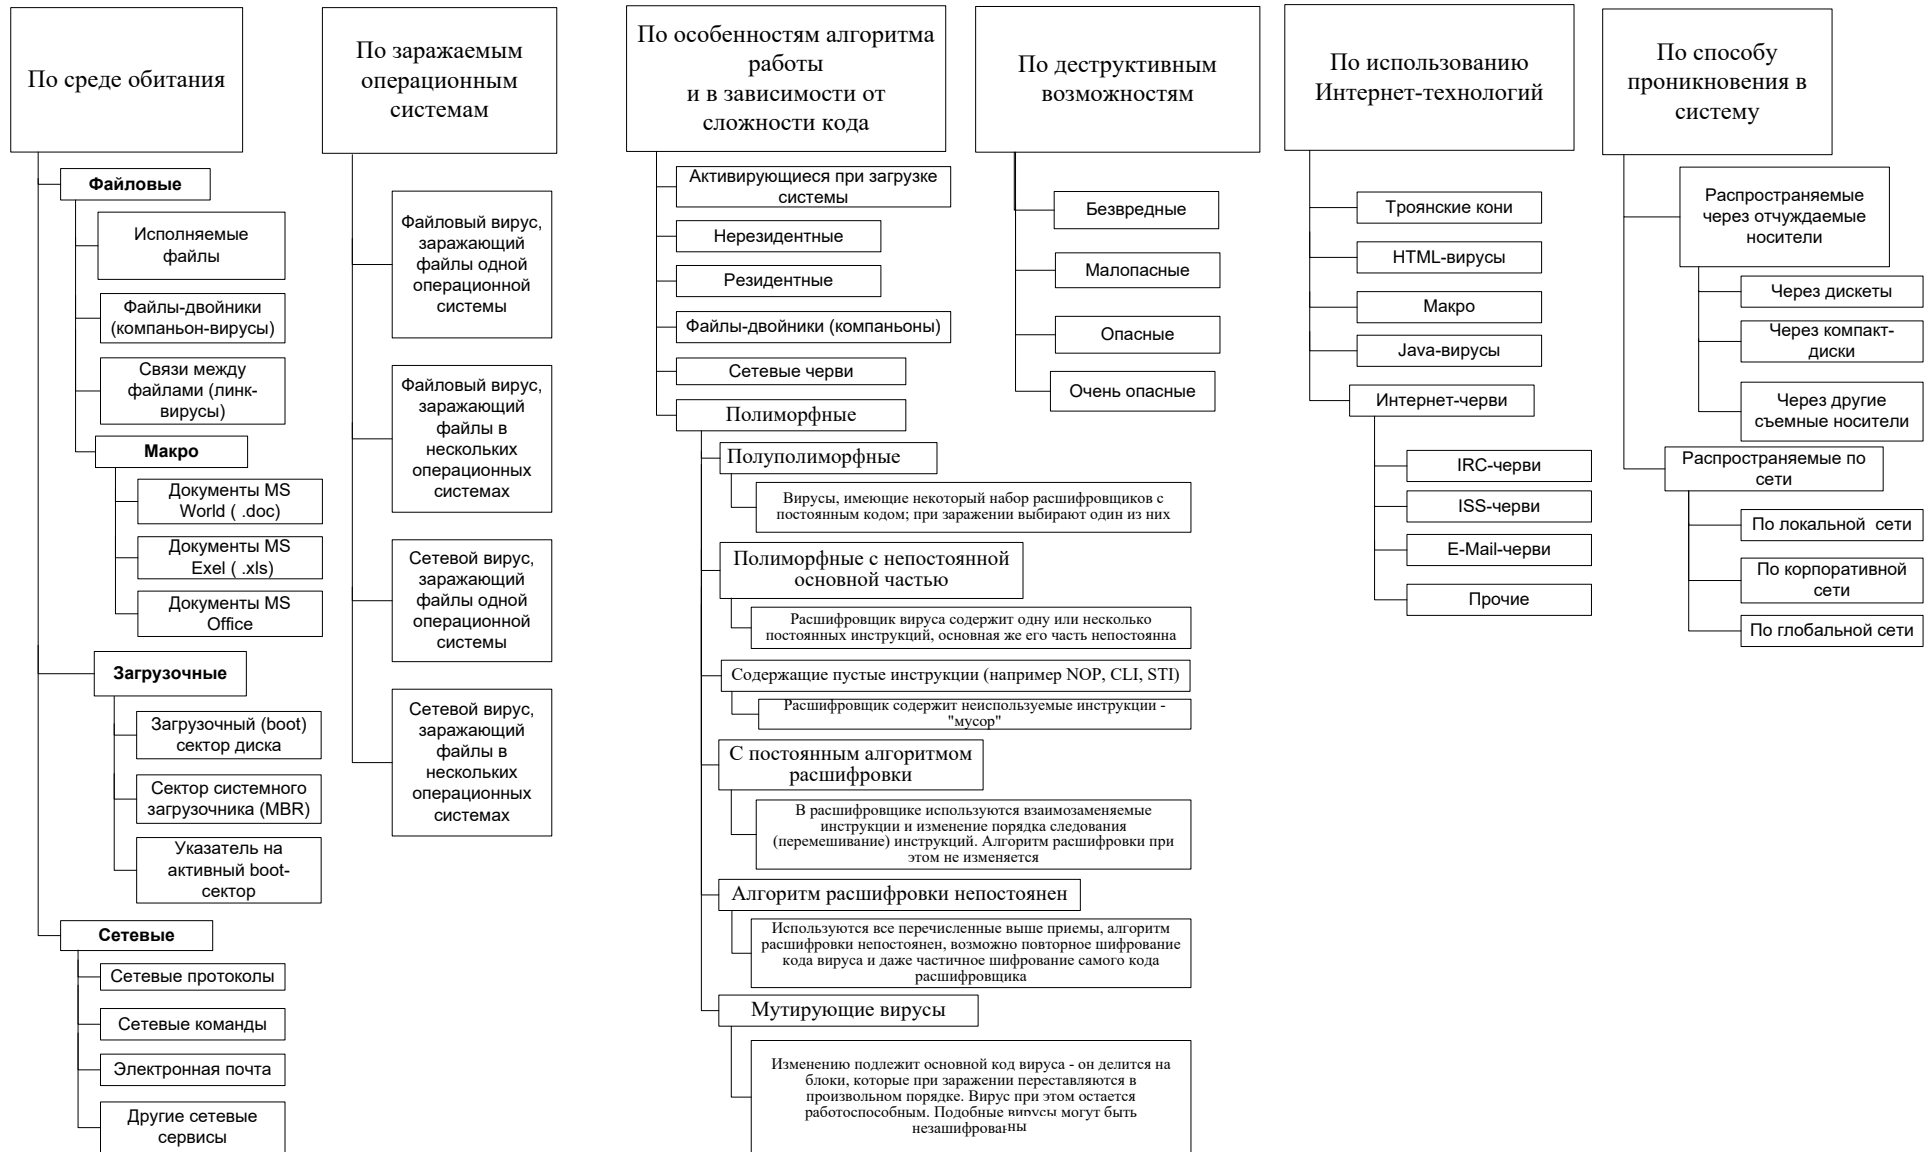 По среде обитания
Файловые
Исполняемые
файлы
Файлы-двойники
(компаньон-вирусы)
Связи между
файлами (линк-
вирусы)
Макро
Документы MS
World ( .doc)
Документы MS
Exel ( .xls)
Документы MS
Office
Загрузочные
Загрузочный (boot)
сектор диска
Сектор системного
загрузочника (MBR)
Указатель на
активный boot-
сектор
Сетевые
Сетевые протоколы
Сетевые команды
Электронная почта
Другие сетевые
сервисы
По заражаемым
операционным
системам
Файловый вирус,
заражающий
файлы одной
операционной
системы
Файловый вирус,
заражающий
файлы в
нескольких
операционных
системах
Сетевой вирус,
заражающий
файлы одной
операционной
системы
Сетевой вирус,
заражающий
файлы в
нескольких
операционных
системах
По особенностям алгоритма
работы
и в зависимости от
сложности кода
Активирующиеся при загрузке
системы
Нерезидентные
Резидентные
Файлы-двойники (компаньоны)
Сетевые черви
Полиморфные
Полуполиморфные
Вирусы, имеющие некоторый набор расшифровщиков с
постоянным кодом; при заражении выбирают один из них
Полиморфные с непостоянной
основной частью
Расшифровщик вируса содержит одну или несколько
постоянных инструкций, основная же его часть непостоянна
Содержащие пустые инструкции (например NOP, CLI, STI)
Расшифровщик содержит неиспользуемые инструкции -
"мусор"
С постоянным алгоритмом
расшифровки
В расшифровщике используются взаимозаменяемые
инструкции и изменение порядка следования
(перемешивание) инструкций. Алгоритм расшифровки при
этом не изменяется
Алгоритм расшифровки непостоянен
Используются все перечисленные выше приемы, алгоритм
расшифровки непостоянен, возможно повторное шифрование
кода вируса и даже частичное шифрование самого кода
расшифровщика
Мутирующие вирусы
Изменению подлежит основной код вируса - он делится на
блоки, которые при заражении переставляются в
произвольном порядке. Вирус при этом остается
работоспособным. Подобные вирусы могут быть
незашифрованны
По деструктивным
возможностям
Безвредные
Малопасные
Опасные
Очень опасные
По использованию
Интернет-технологий
Троянские кони
HTML-вирусы
Макро
Java-вирусы
Интернет-черви
IRC-черви
ISS-черви
E-Mail-черви
Прочие
По способу
проникновения в
систему
Распространяемые
через отчуждаемые
носители
Через дискеты
Через компакт-
диски
Через другие
съемные носители
Распространяемые по
сети
По локальной сети
По корпоративной
сети
По глобальной сети